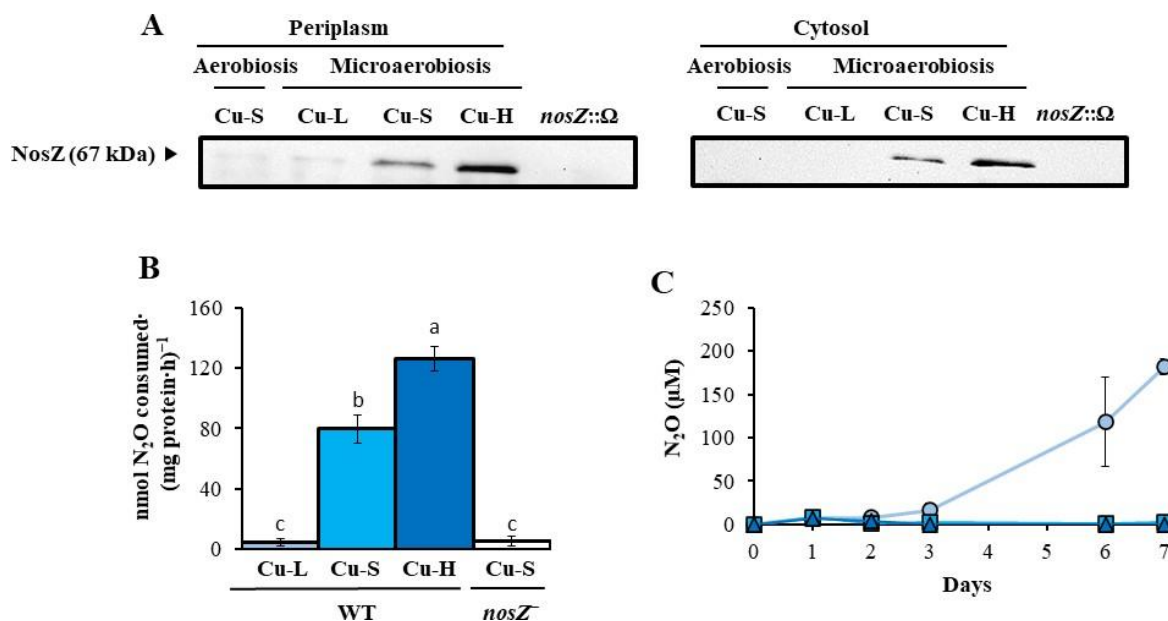 A
Periplasm Cytosol
Aerobiosis Microaerobiosis Aerobiosis Microaerobiosis
Cu-S Cu-L Cu-S Cu-H nosZ::Ω Cu-S Cu-L Cu-S Cu-H nosZ::Ω
NosZ (67 kDa)
B
nmol N₂O consumed·
(mg protein·h)⁻¹
160
120
80
40
0
c b a c
Cu-L Cu-S Cu-H Cu-S
WT nosZ⁻
C
N₂O (µM)
250
200
150
100
50
0
0 1 2 3 4 5 6 7
Days